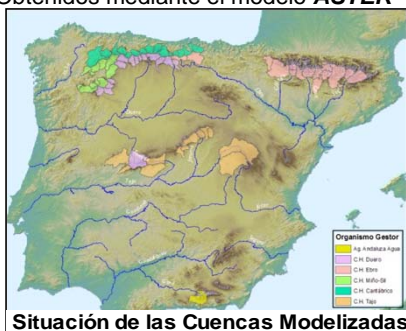 Obtenidos mediante el modelo ASTER
Organismo Gestor
Ag. Andaluza Agua
C.H. Duero
C.H. Ebro
C.H. Miño-Sil
C.H. Cantábrico
C.H. Tajo
Situación de las Cuencas Modelizadas